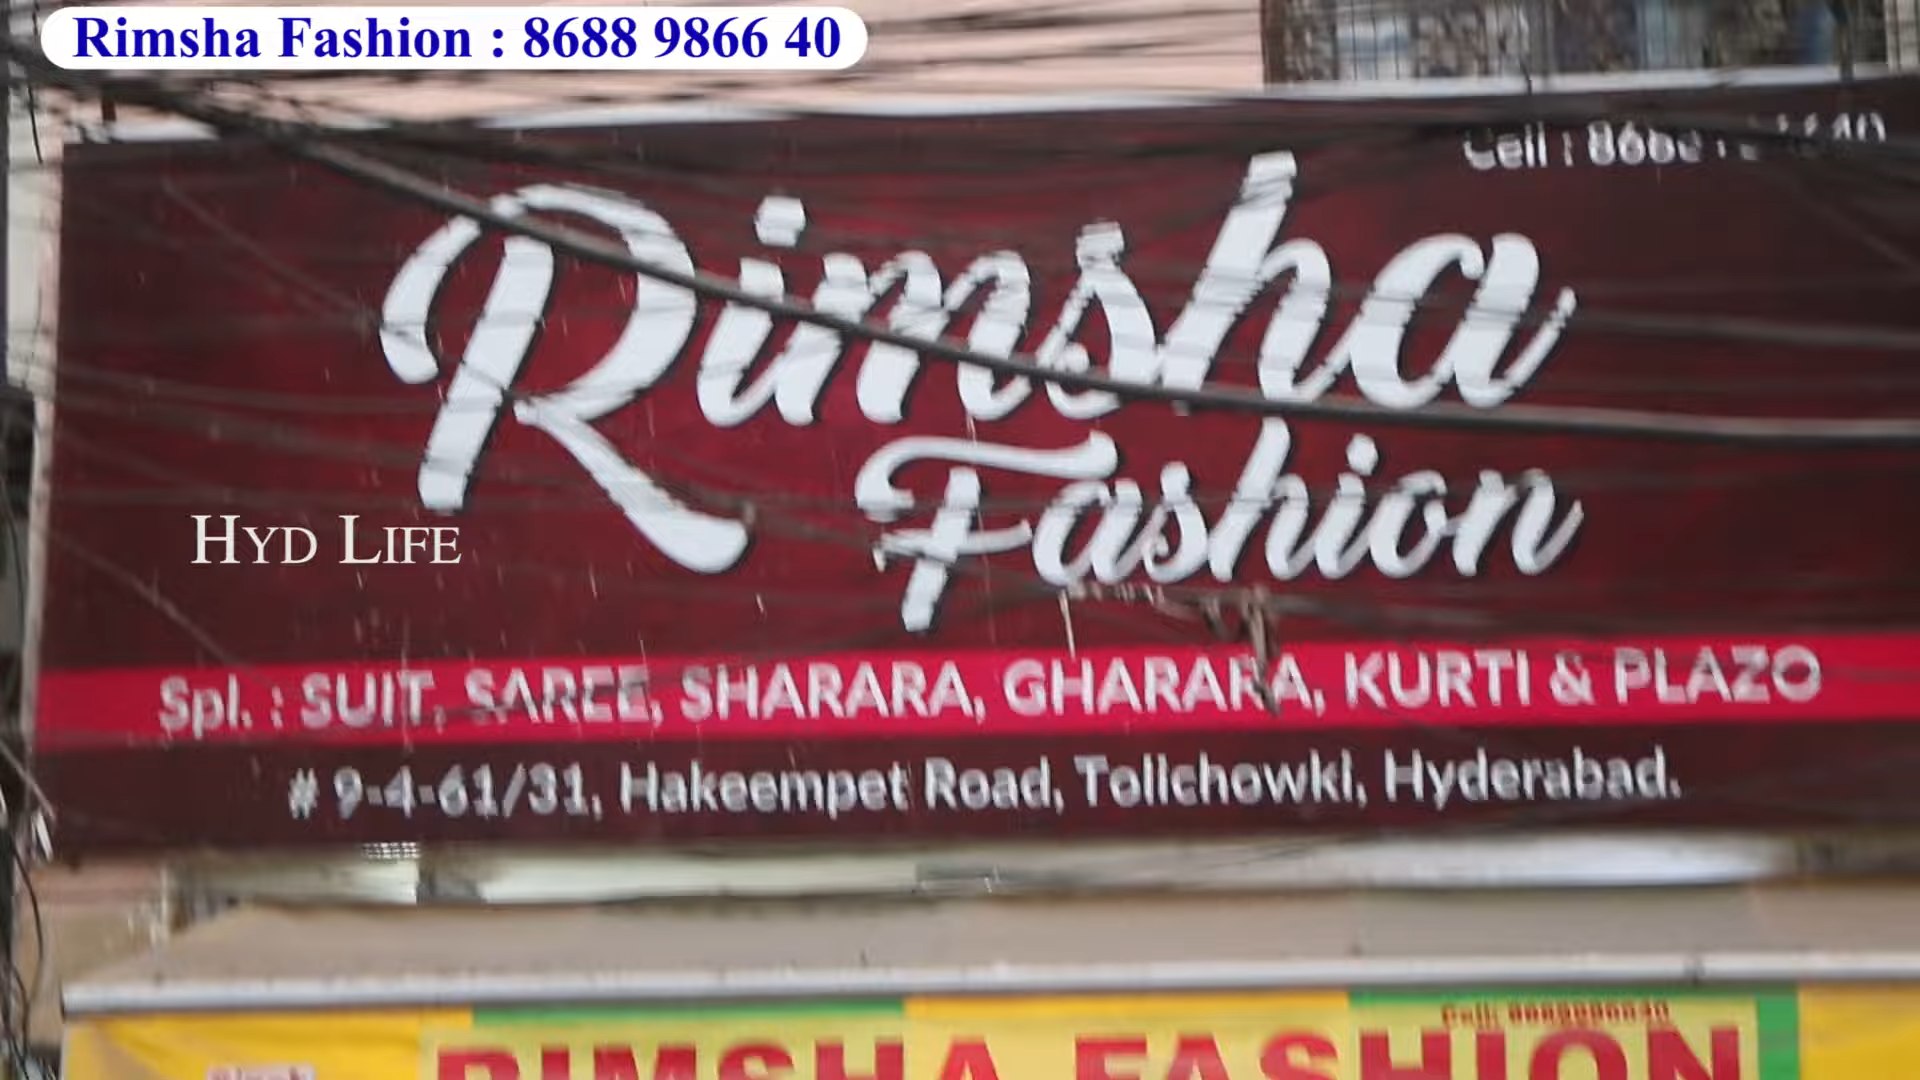 Rimsha Fashion : 8688 9866 40
Cell :
Rimsha
Fashion
HYD LIFE
Spl. : SUIT, SAREE, SHARARA, GHARARA, KURTI & PLAZO
# 9-4-61/31, Hakeempet Road, Tolichowki, Hyderabad.
RIMSHA FASHION